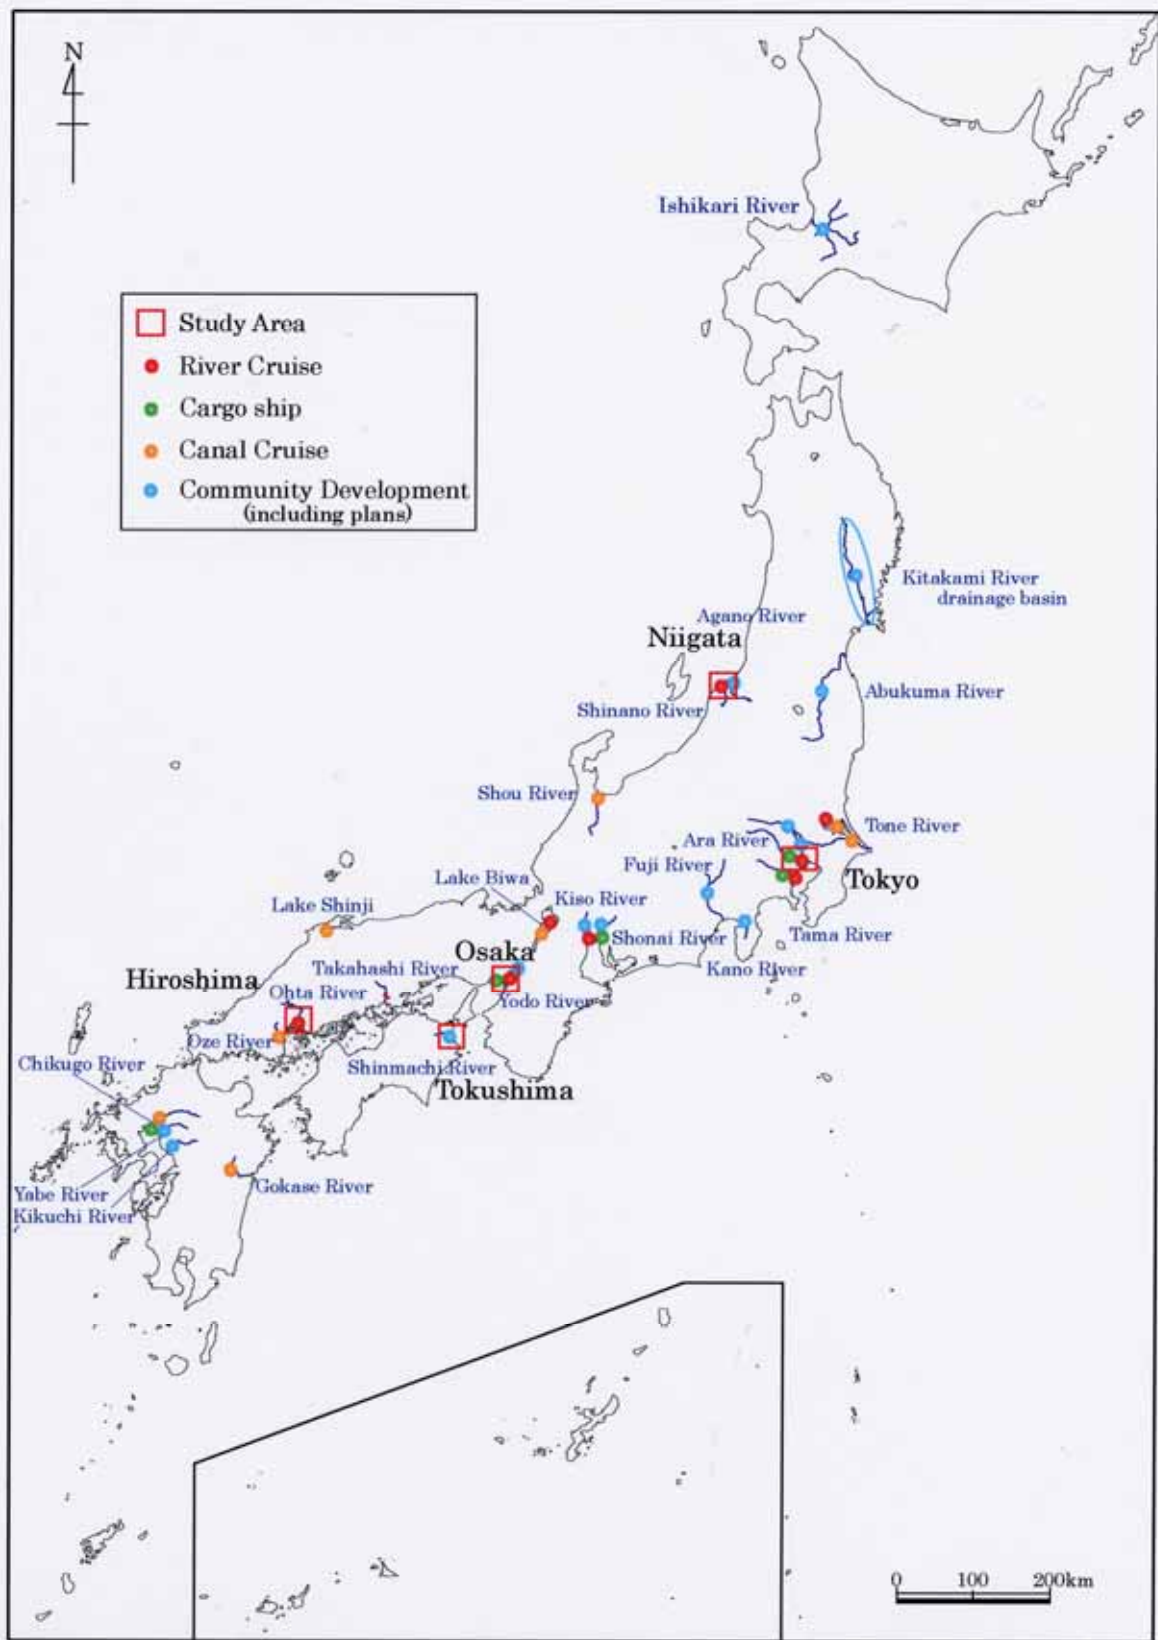 N
Ishikari River
Study Area
River Cruise
Cargo ship
Canal Cruise
Community Development
(including plans)
Kitakami River
drainage basin
Agano River
Niigata
Abukuma River
Shinano River
Shou River
Tone River
Ara River
Fuji River
Lake Biwa
Tokyo
Kiso River
Lake Shinji
Shonai River
Tama River
Osaka
Takahashi River
Kano River
Hiroshima
Ohta River
Yodo River
Oze River
Chikugo River
Shinmachi River
Tokushima
Yabe River
Gokase River
Kikuchi River
0 100 200km